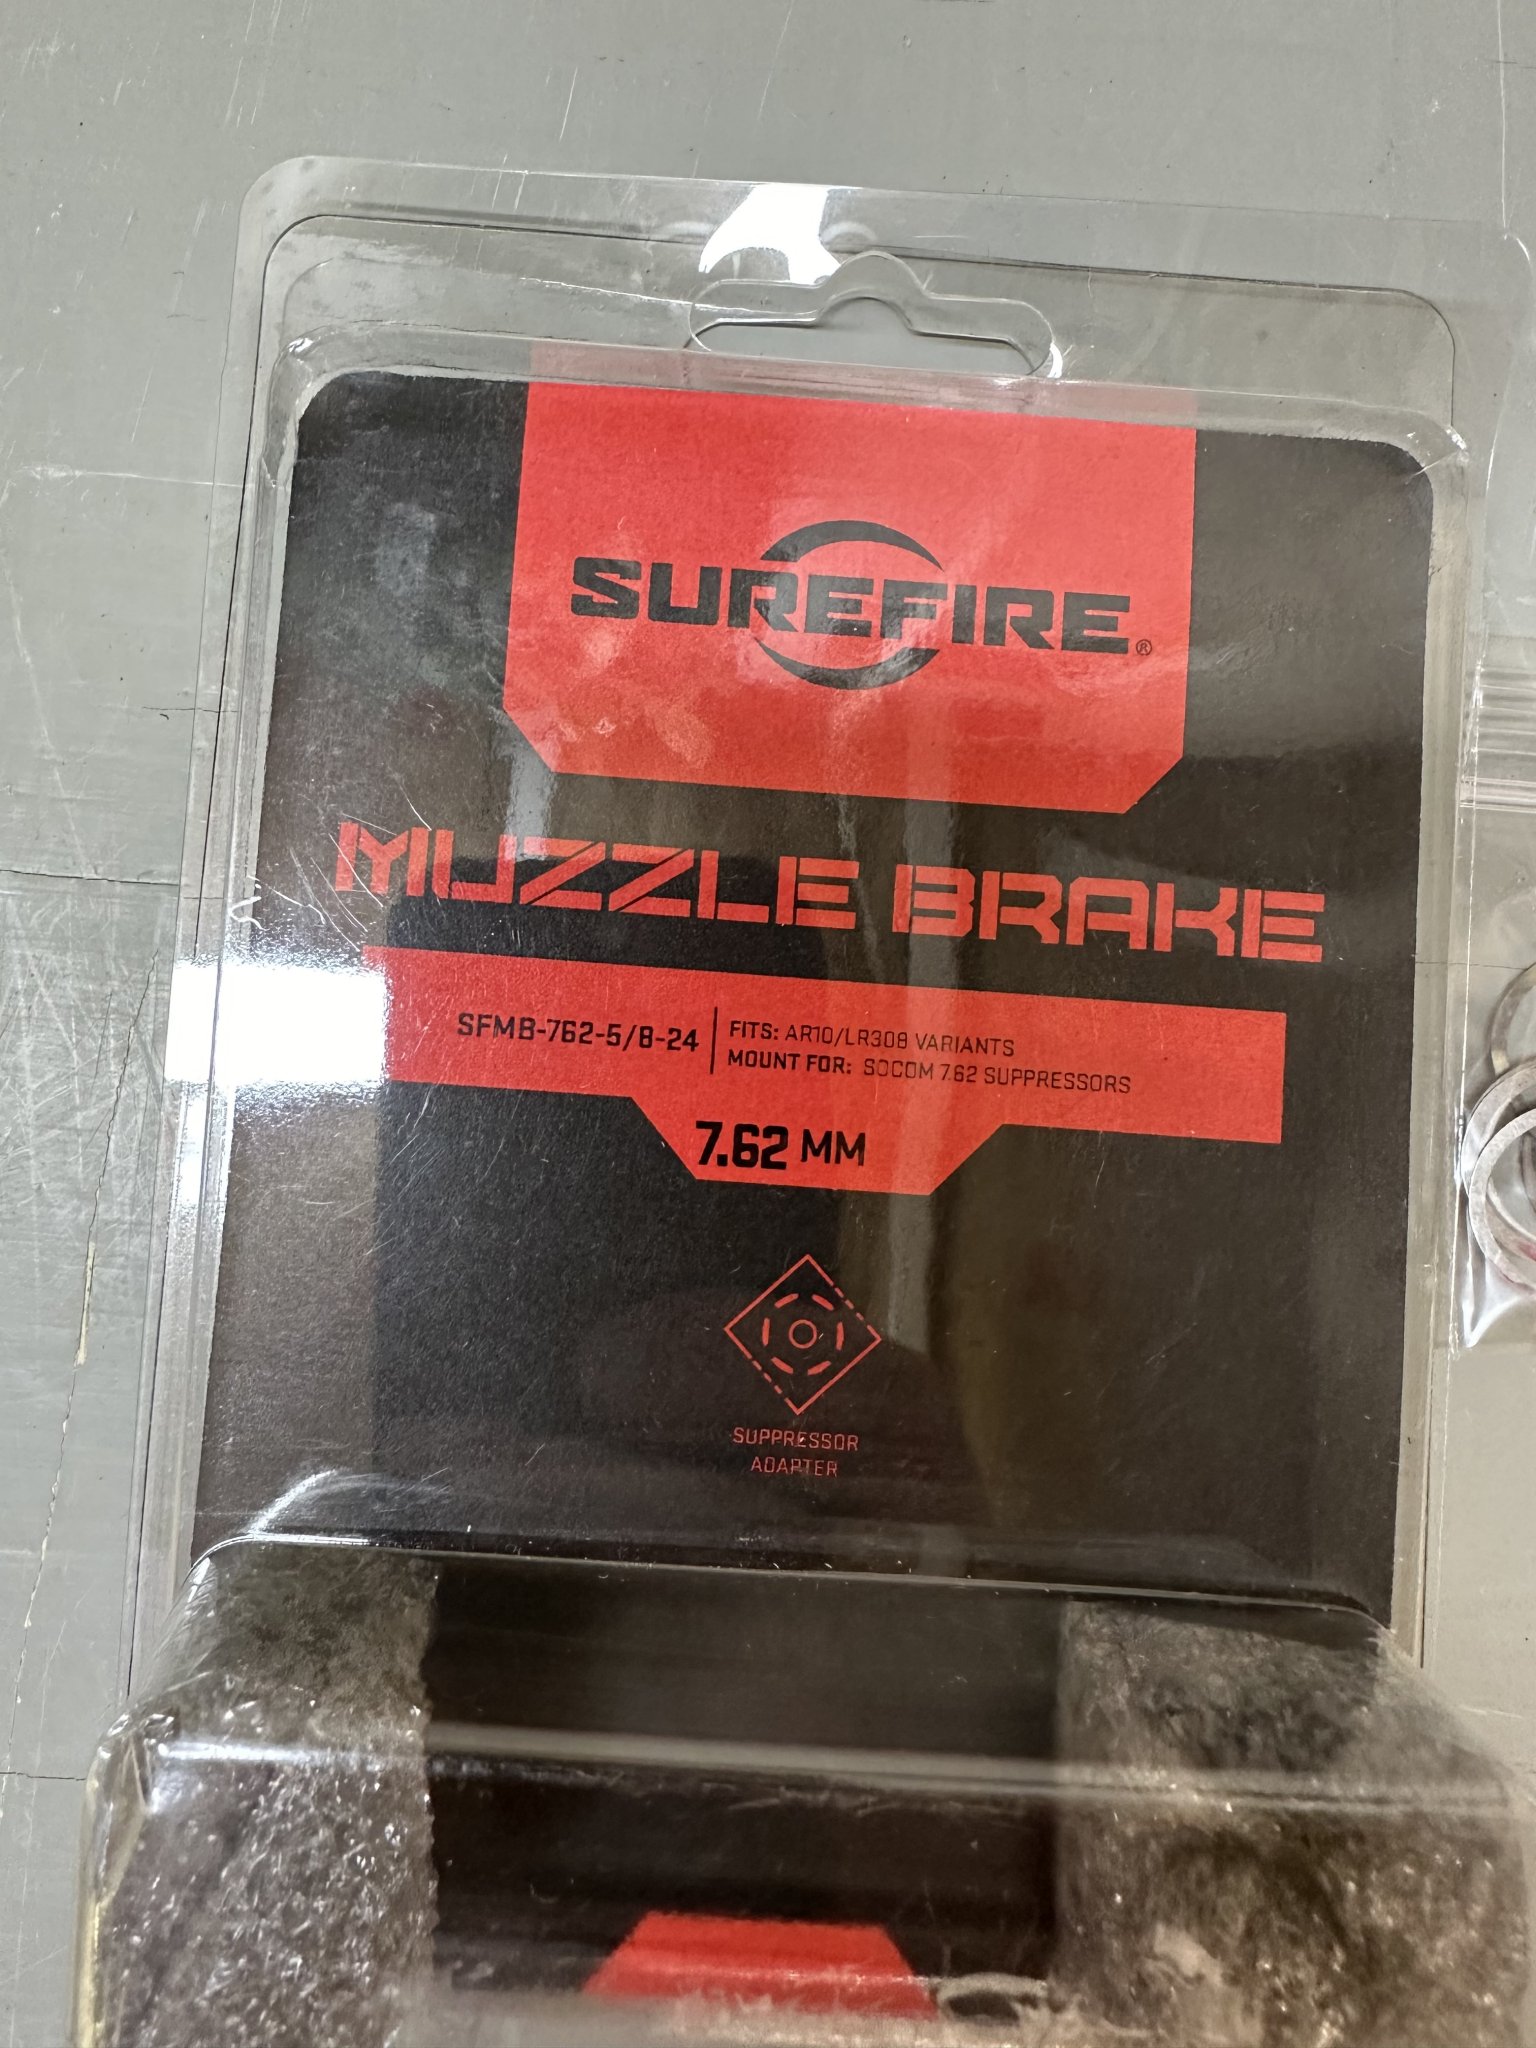 SUREFIRE®
MUZZLE BRAKE
SFMB-762-5/8-24
FITS: AR10/LR308 VARIANTS
MOUNT FOR: SOCOM 7.62 SUPPRESSORS
7.62 MM
SUPPRESSOR
ADAPTER